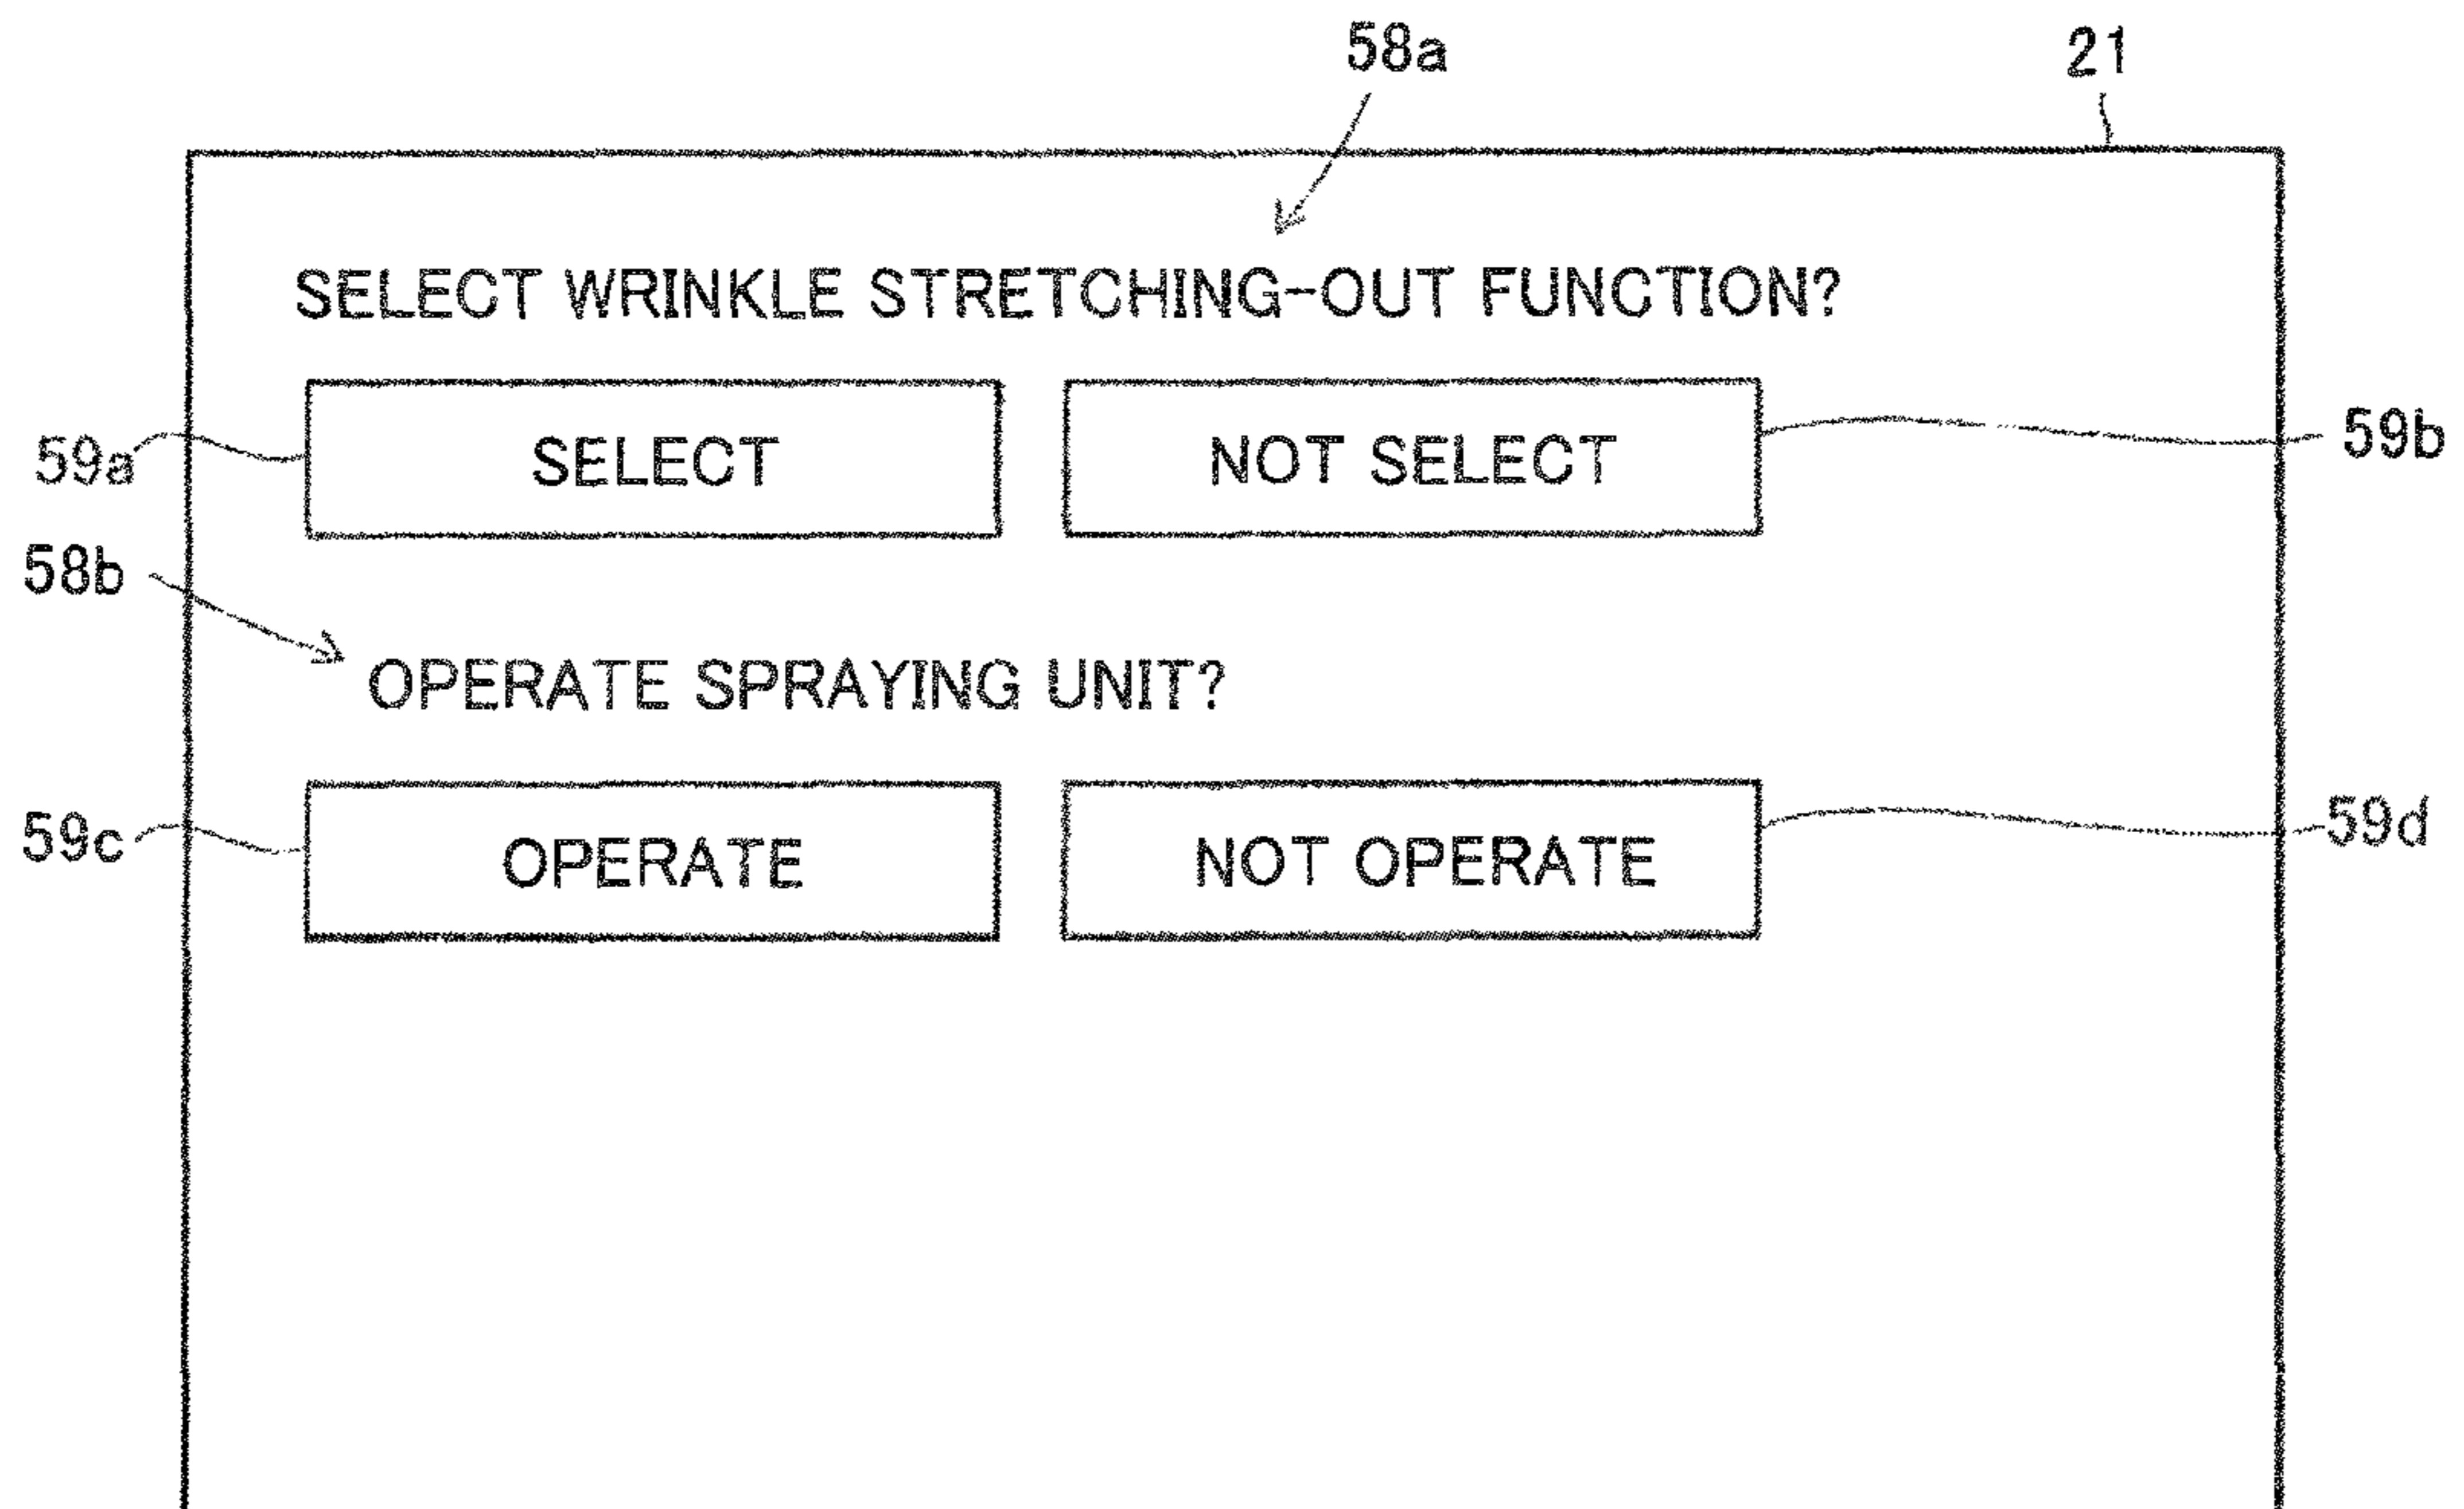 58a
21
SELECT WRINKLE STRETCHING-OUT FUNCTION?
59a
SELECT
NOT SELECT
59b
58b
OPERATE SPRAYING UNIT?
59c
OPERATE
NOT OPERATE
59d